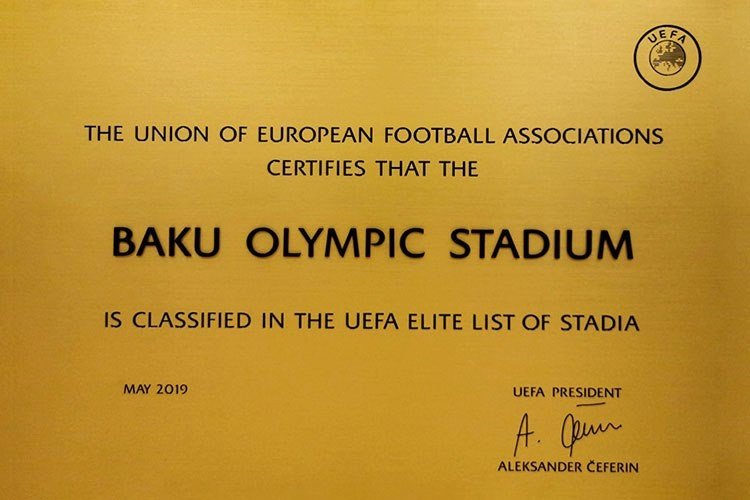 UEFA
THE UNION OF EUROPEAN FOOTBALL ASSOCIATIONS
CERTIFIES THAT THE
BAKU OLYMPIC STADIUM
IS CLASSIFIED IN THE UEFA ELITE LIST OF STADIA
MAY 2019
UEFA PRESIDENT
ALEKSANDER ČEFERIN